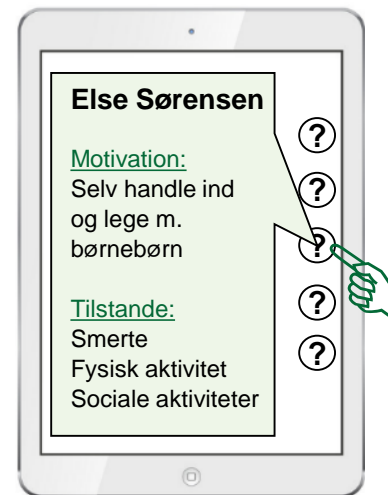 Else Sørensen
Motivation:
Selv handle ind
og lege m.
børnebørn
Tilstande:
Smerte
Fysisk aktivitet
Sociale aktiviteter
?
?
?
?
?